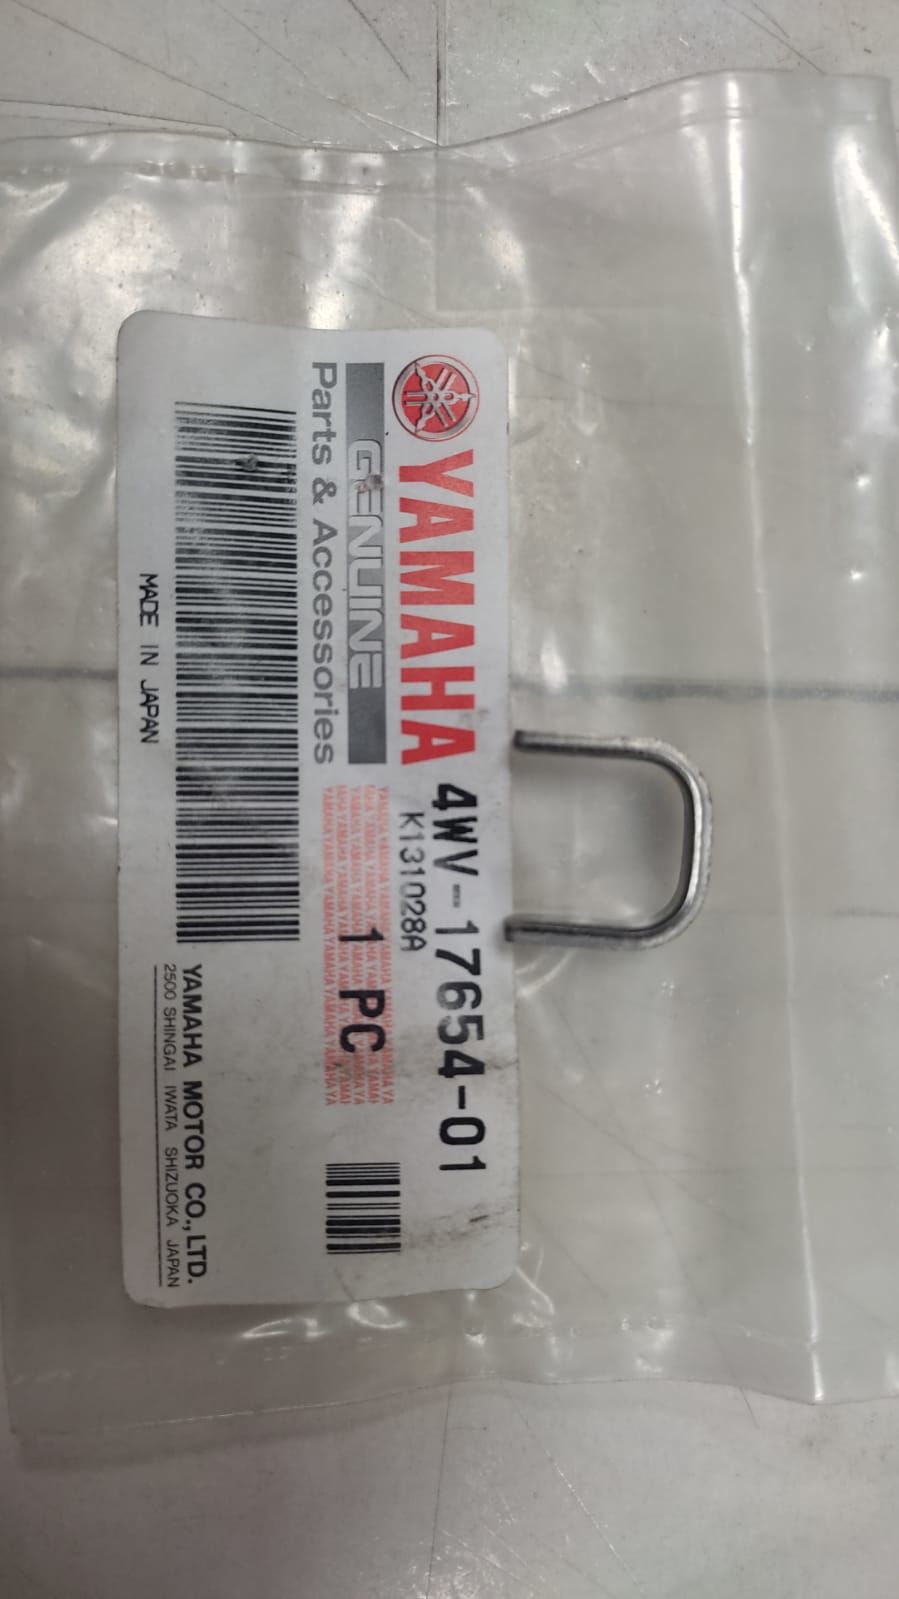 YAMAHA 4WV-17654-01
K131028A
GENUINE
1 PC
Parts & Accessories
MADE IN JAPAN
YAMAHA MOTOR CO., LTD.
2500 SHINGAI IWATA SHIZUOKA JAPAN